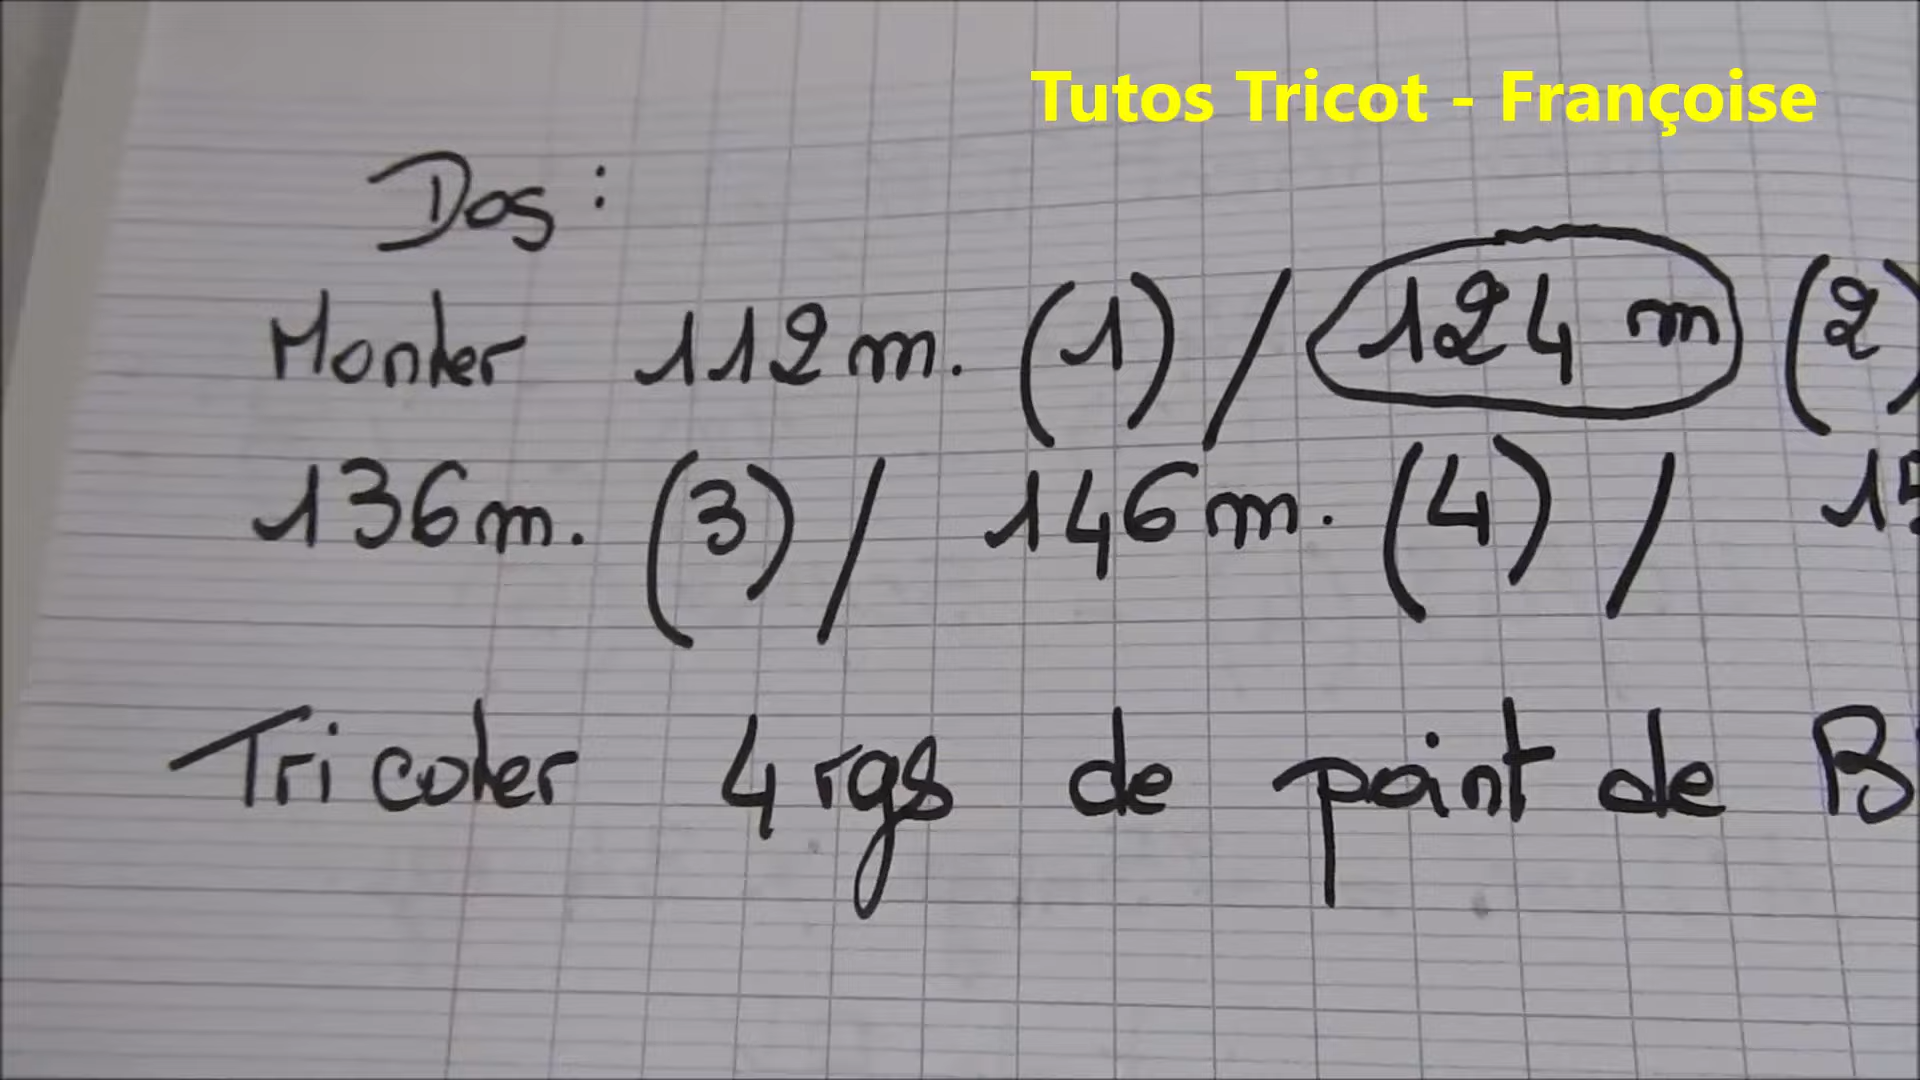 Tutos Tricot - Françoise
Dos :
Monter 112 m. (1) / 124 m (2)
136 m. (3) / 146 m. (4) /
Tricoter 4 rgs de point de